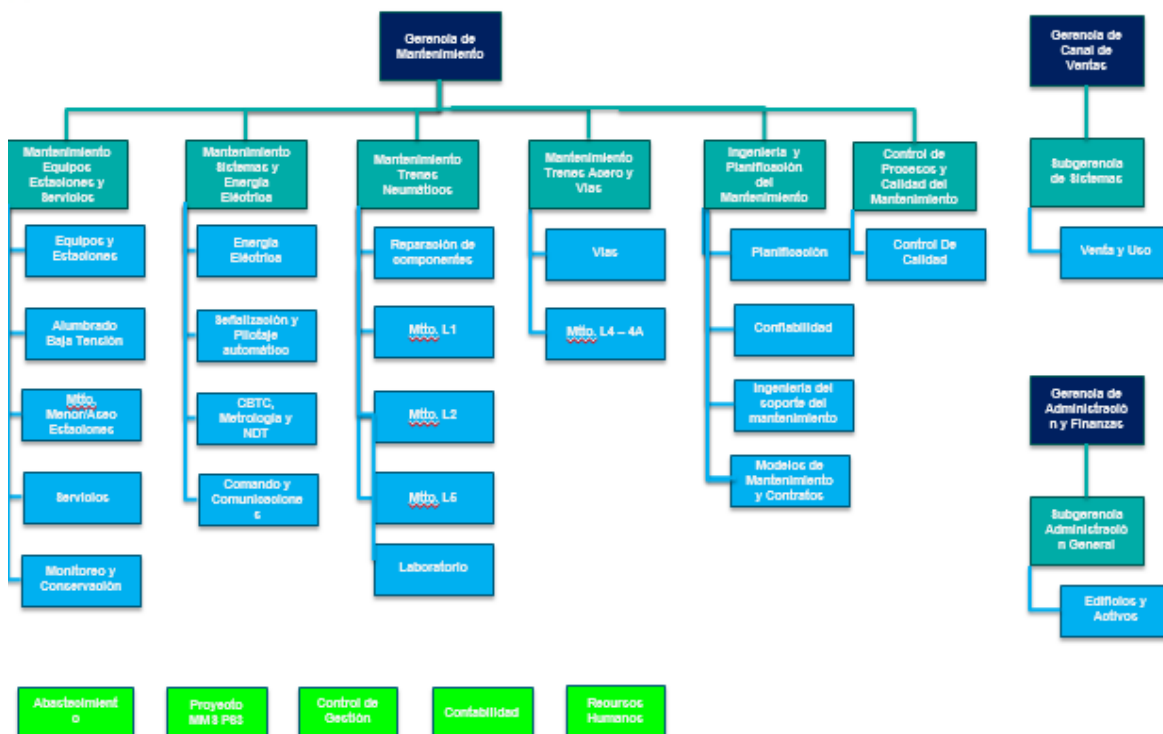 Gerencia de
Mantenimiento
Gerencia de
Canal de
Ventas
Mantenimiento
Equipos
Estaciones y
Servicios
Mantenimiento
Sistemas y
Energía
Eléctrica
Mantenimiento
Trenes
Neumáticos
Mantenimiento
Trenes Acero y
Vías
Ingeniería y
Planificación
del
Mantenimiento
Control de
Procesos y
Calidad del
Mantenimiento
Subgerencia
de Sistemas
Equipos y
Estaciones
Energía
Eléctrica
Reparación de
componentes
Vías
Planificación
Control De
Calidad
Venta y Uso
Alumbrado
Baja Tensión
Señalización y
Pilotaje
automático
Mtto. L1
Mtto. L4 – 4A
Confiabilidad
Mtto.
Menor/Aseo
Estaciones
CBTC,
Metrología y
NDT
Mtto. L2
Ingeniería del
soporte del
mantenimiento
Gerencia de
Administració
n y Finanzas
Servicios
Comando y
Comunicacione
s
Mtto. L5
Modelos de
Mantenimiento
y Contratos
Subgerencia
Administració
n General
Monitoreo y
Conservación
Laboratorio
Edificios y
Activos
Abastecimient
o
Proyecto
MMS P63
Control de
Gestión
Contabilidad
Recursos
Humanos